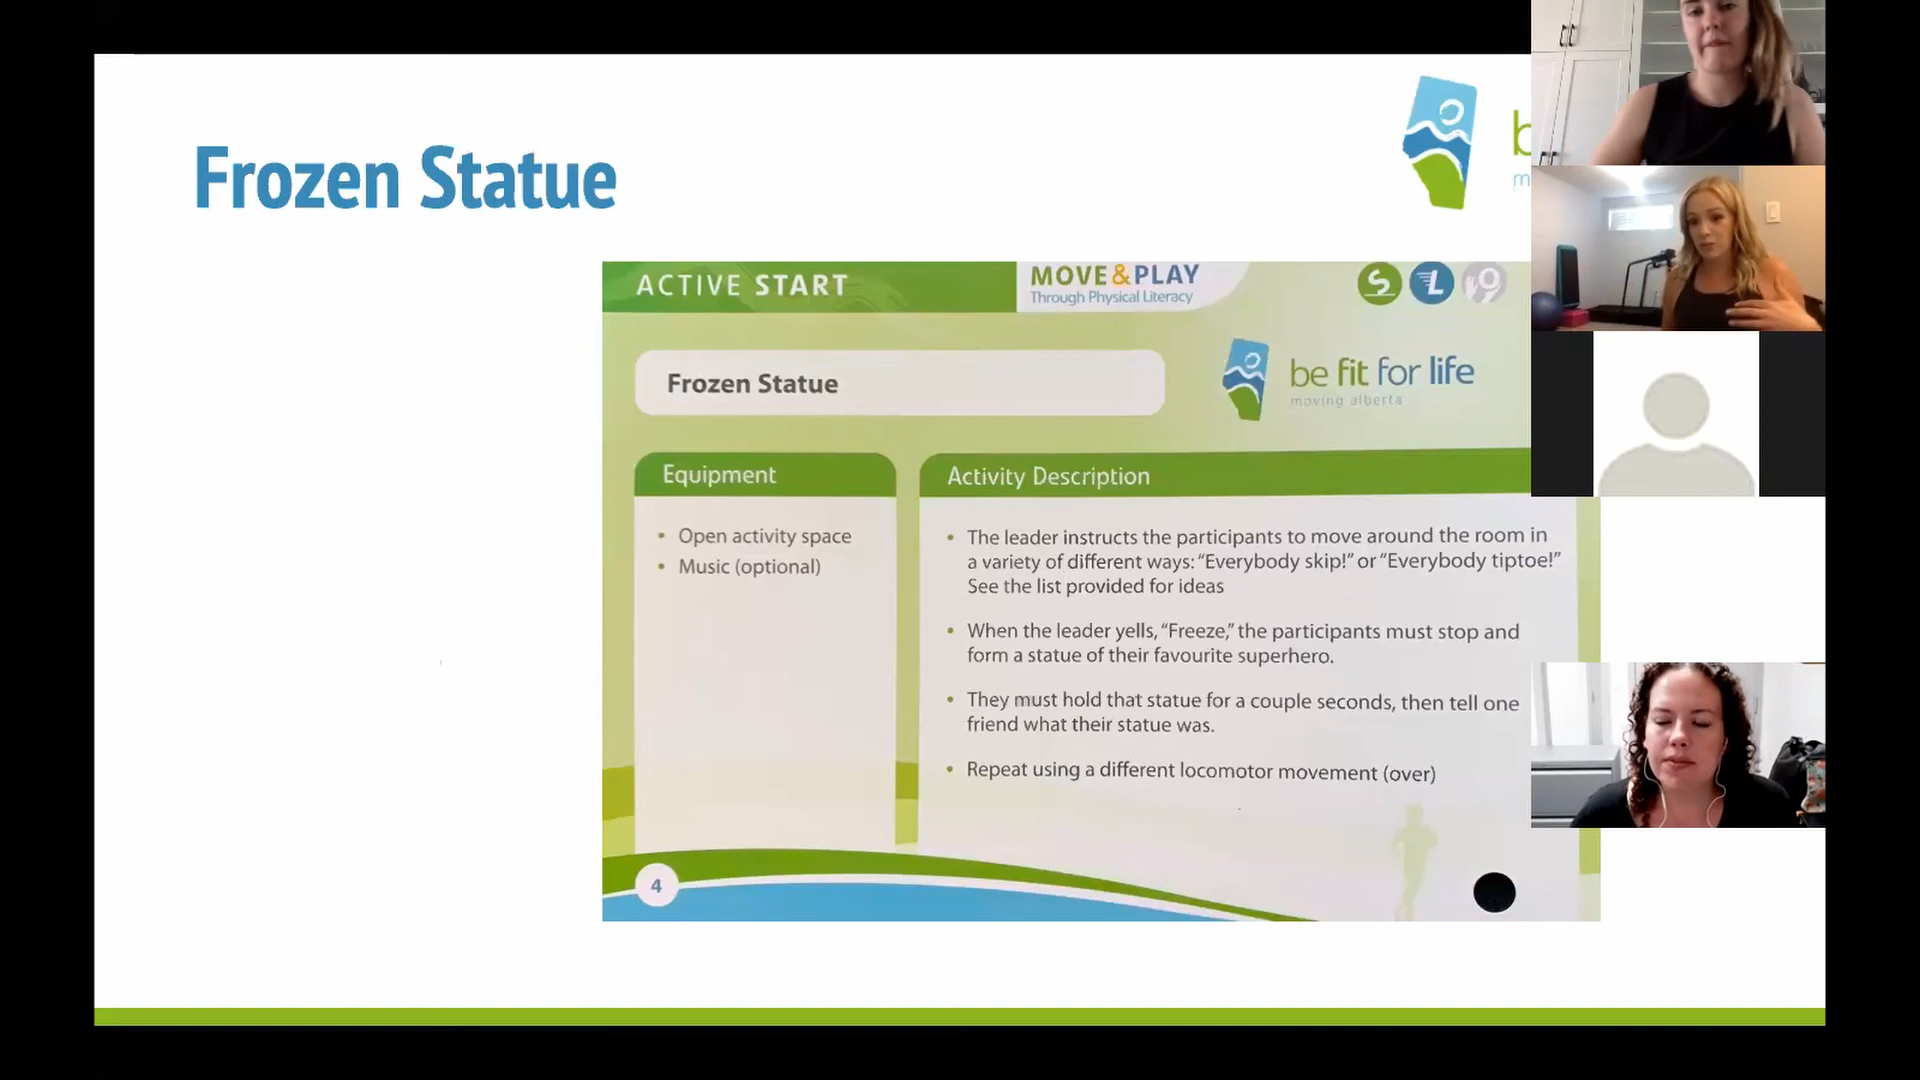 Frozen Statue
ACTIVE START
MOVE&PLAY
Through Physical Literacy
S
L
Frozen Statue
be fit for life
moving alberta
Equipment
• Open activity space
• Music (optional)
Activity Description
• The leader instructs the participants to move around the room in
a variety of different ways: “Everybody skip!” or “Everybody tiptoe!”
See the list provided for ideas
• When the leader yells, “Freeze,” the participants must stop and
form a statue of their favourite superhero.
• They must hold that statue for a couple seconds, then tell one
friend what their statue was.
• Repeat using a different locomotor movement (over)
4